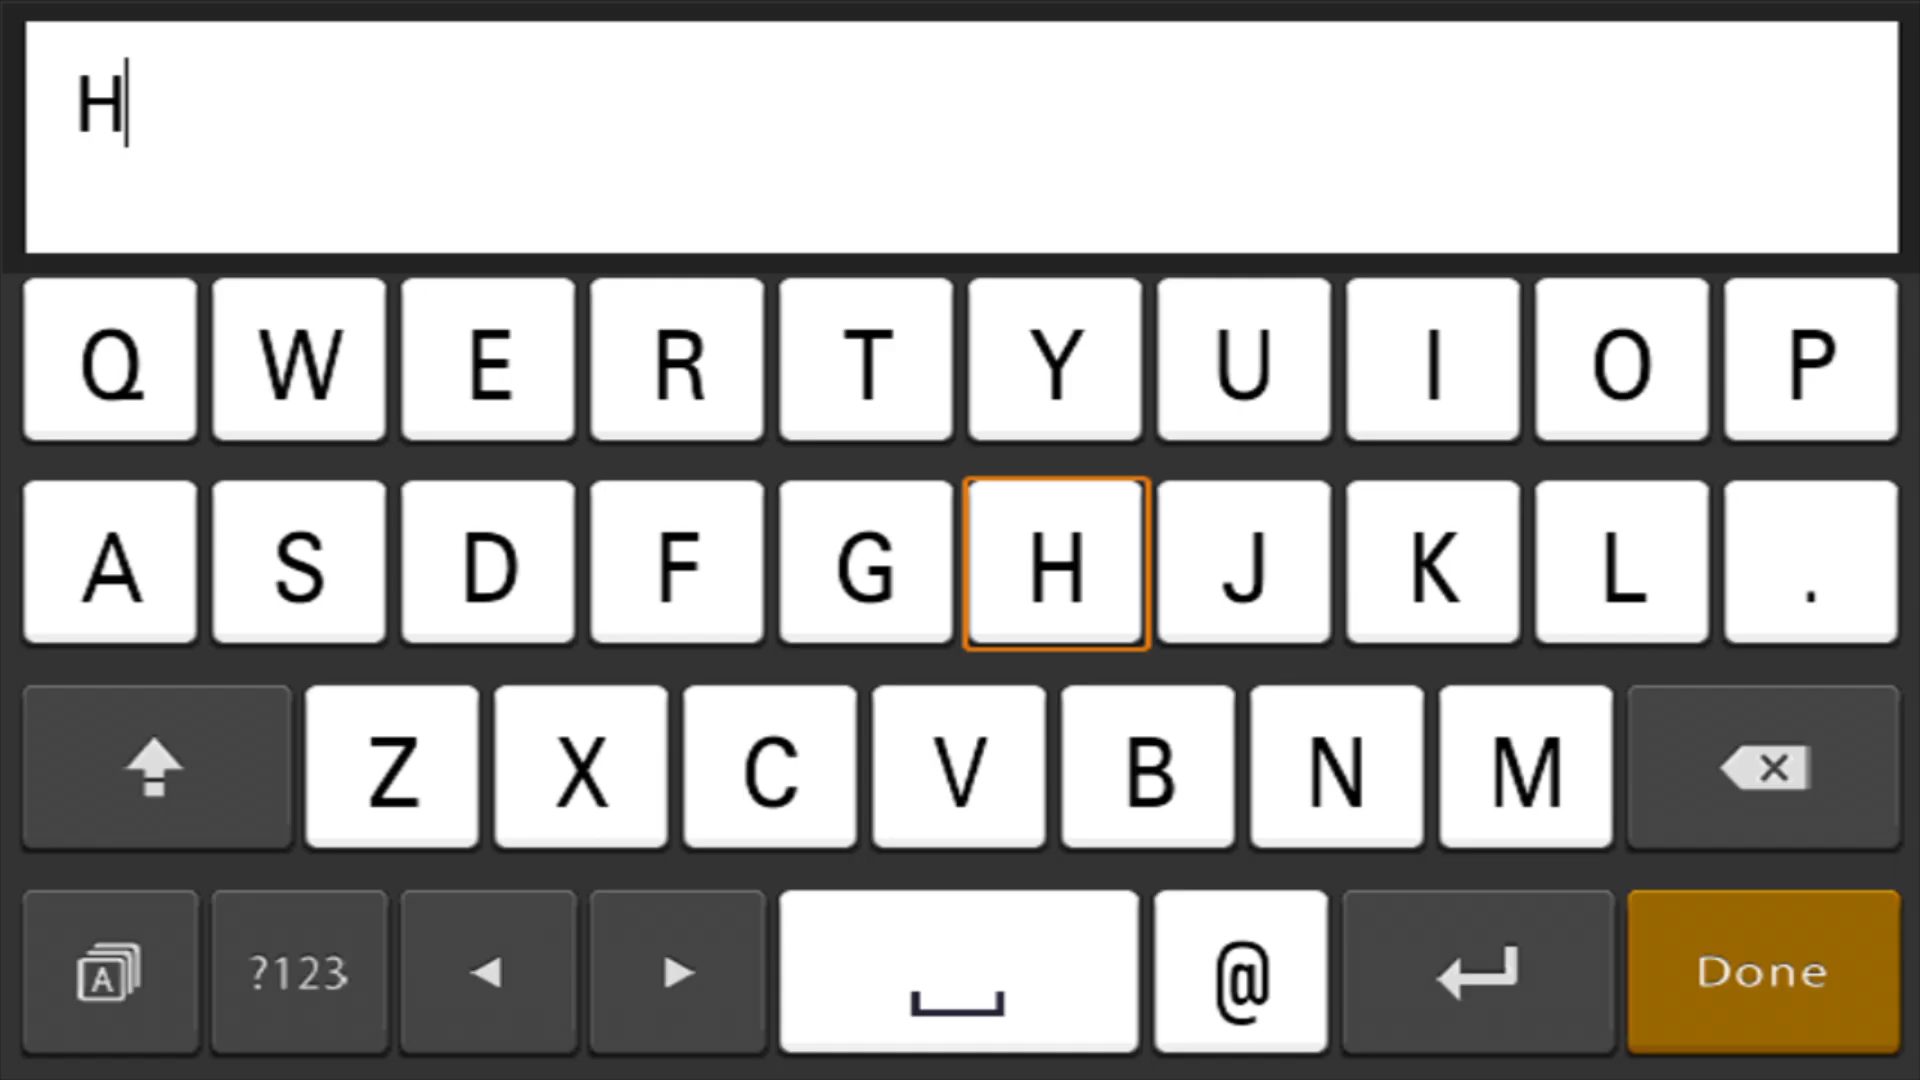 H
Q W E R T Y U I O P
A S D F G H J K L .
Z X C V B N M
A ?123 @ Done